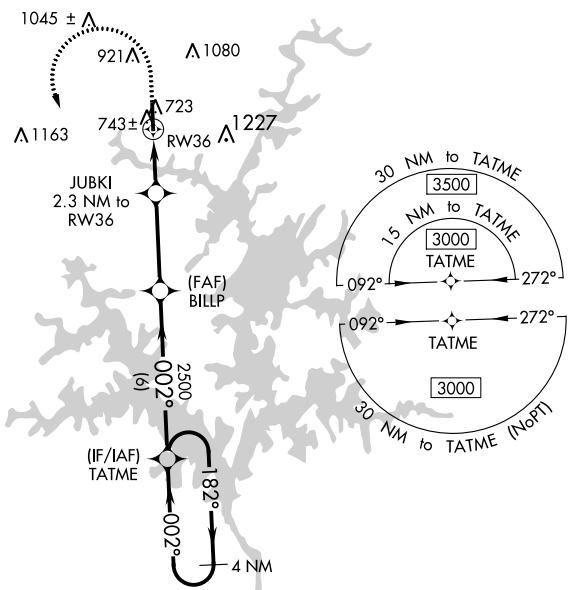 1045 ±
921
1080
743±
723
1163
RW36
1227
JUBKI
2.3 NM to
RW36
(FAF)
BILLP
2500
002°
(6)
(IF/IAF)
TATME
182°
002°
4 NM
30 NM to TATME
3500
15 NM to TATME
3000
TATME
092°
272°
092°
272°
TATME
3000
30 NM to TATME (NoPT)